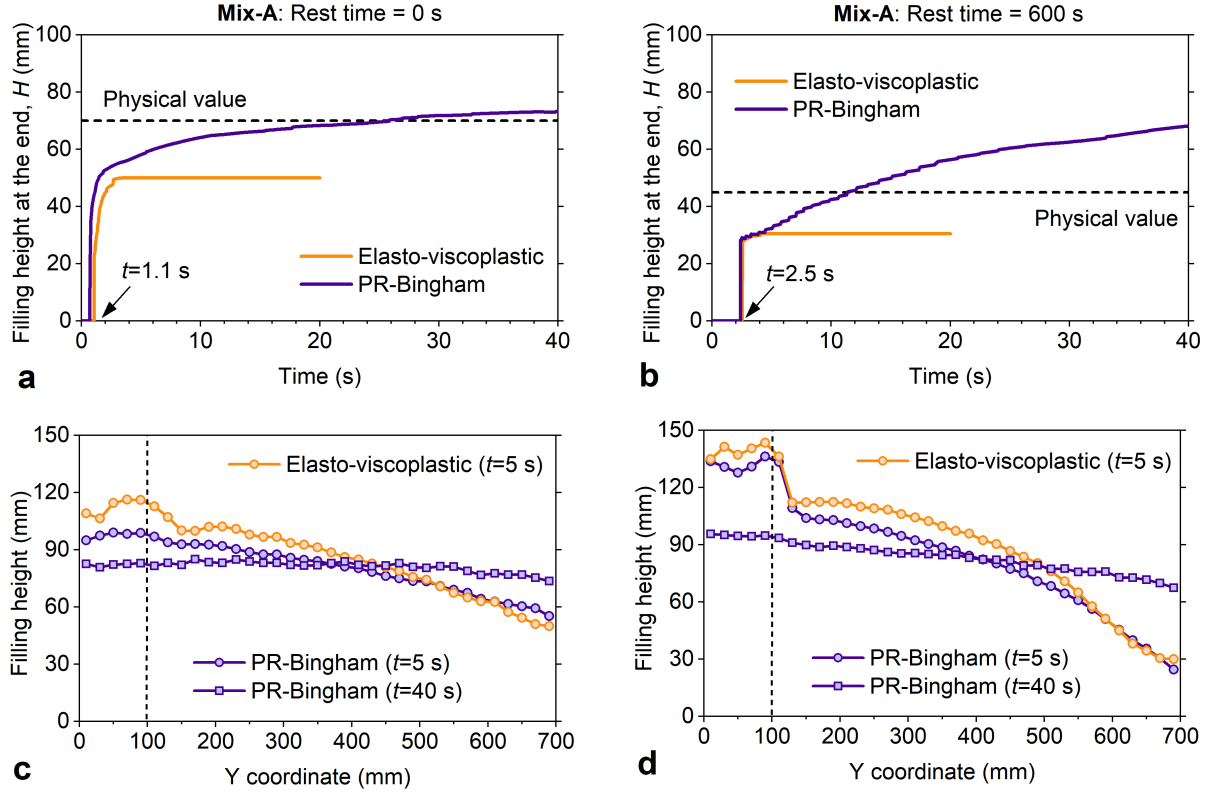 Mix-A: Rest time = 0 s
Filling height at the end, H (mm)
100
80
60
40
20
0
Physical value
Elasto-viscoplastic
PR-Bingham
t=1.1 s
0
10
20
30
40
Time (s)
a
Mix-A: Rest time = 600 s
Filling height at the end, H (mm)
100
80
60
40
20
0
Elasto-viscoplastic
PR-Bingham
Physical value
t=2.5 s
0
10
20
30
40
Time (s)
b
Filling height (mm)
150
120
90
60
30
0
Elasto-viscoplastic (t=5 s)
PR-Bingham (t=5 s)
PR-Bingham (t=40 s)
0
100
200
300
400
500
600
700
Y coordinate (mm)
c
Filling height (mm)
150
120
90
60
30
0
Elasto-viscoplastic (t=5 s)
PR-Bingham (t=5 s)
PR-Bingham (t=40 s)
0
100
200
300
400
500
600
700
Y coordinate (mm)
d